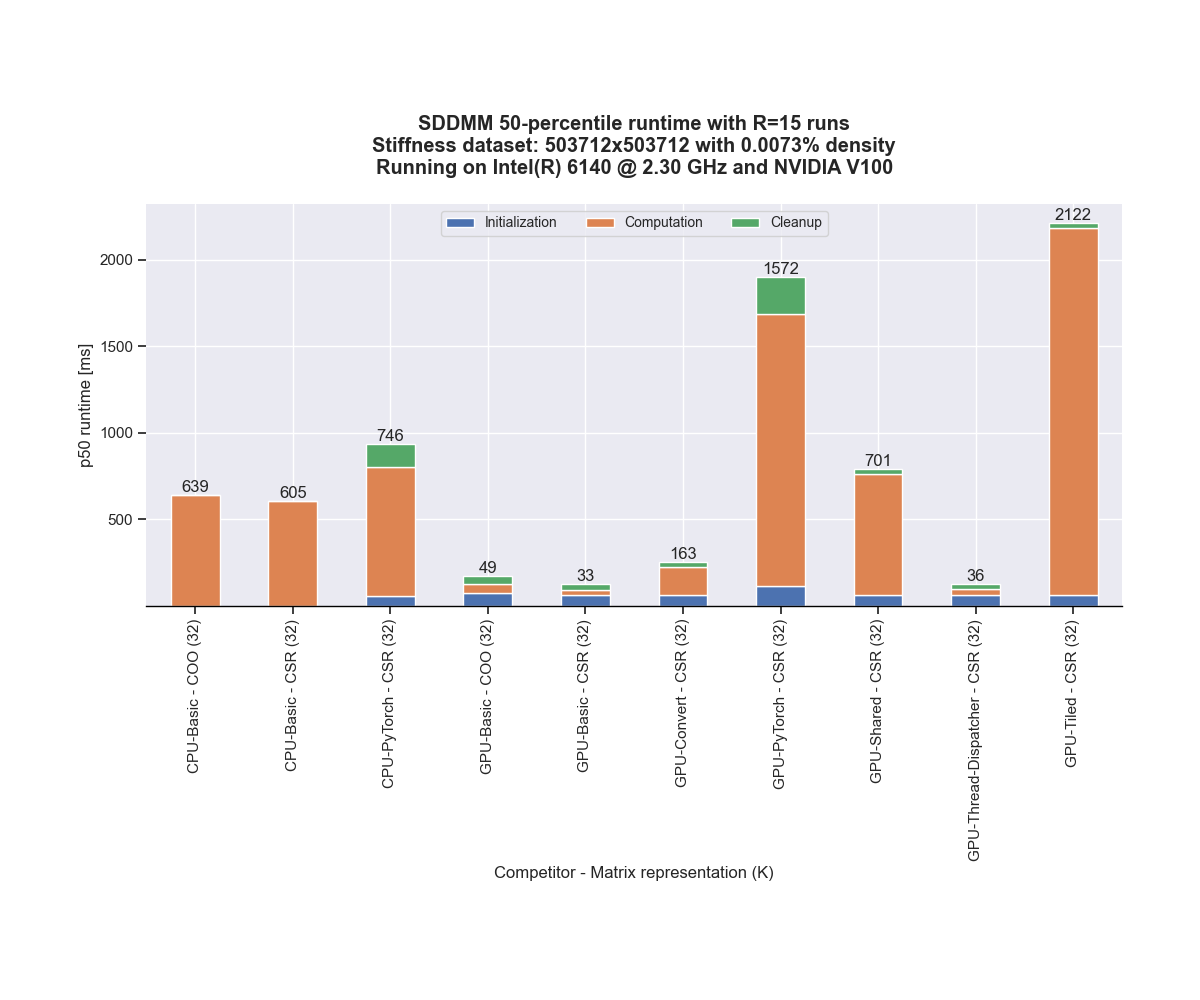 SDDMM 50-percentile runtime with R=15 runs
Stiffness dataset: 503712x503712 with 0.0073% density
Running on Intel(R) 6140 @ 2.30 GHz and NVIDIA V100
Initialization
Computation
Cleanup
p50 runtime [ms]
2000
1500
1000
500
639
605
746
49
33
163
1572
701
36
2122
CPU-Basic - COO (32)
CPU-Basic - CSR (32)
CPU-PyTorch - CSR (32)
GPU-Basic - COO (32)
GPU-Basic - CSR (32)
GPU-Convert - CSR (32)
GPU-PyTorch - CSR (32)
GPU-Shared - CSR (32)
GPU-Thread-Dispatcher - CSR (32)
GPU-Tiled - CSR (32)
Competitor - Matrix representation (K)